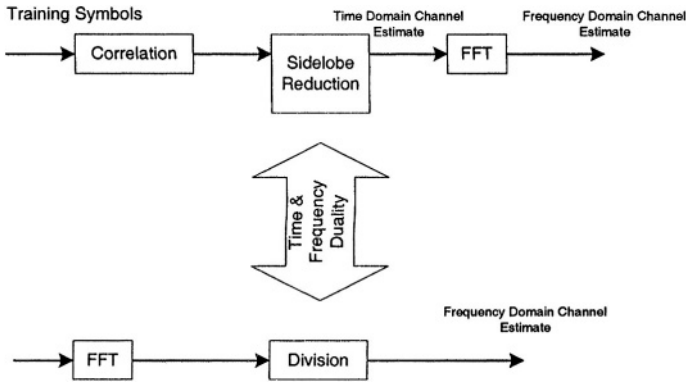 Training Symbols
Correlation
Sidelobe
Reduction
Time Domain Channel
Estimate
FFT
Frequency Domain Channel
Estimate
Time &
Frequency
Duality
FFT
Division
Frequency Domain Channel
Estimate